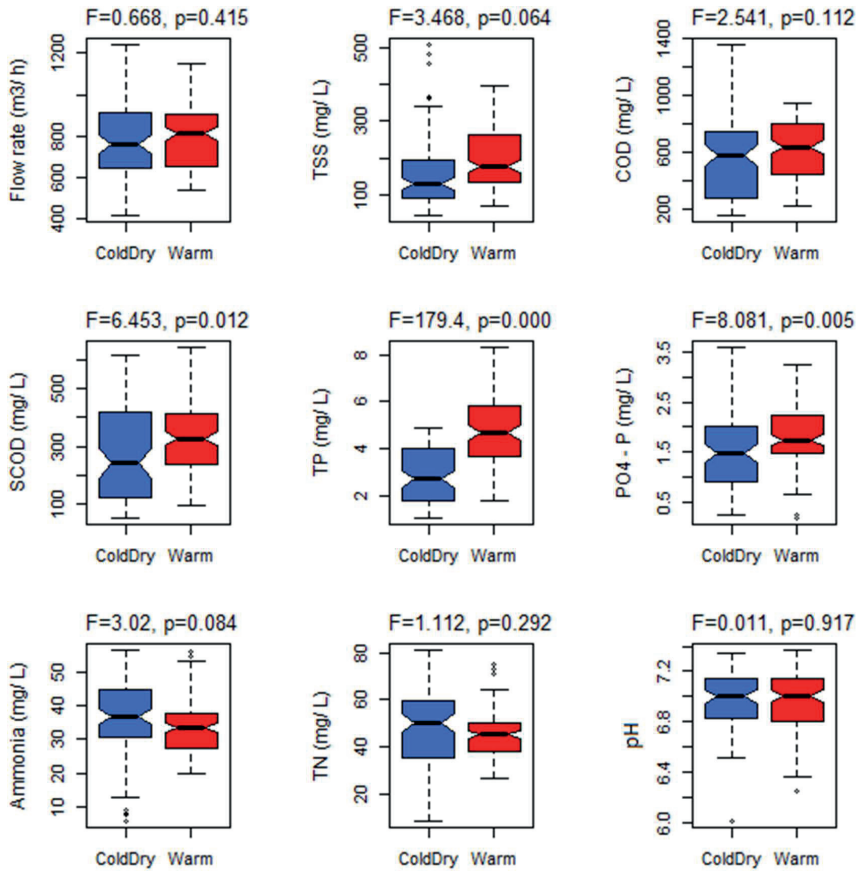 F=0.668, p=0.415
Flow rate (m3/ h)
400 600 800 1200
ColdDry Warm
F=3.468, p=0.064
TSS (mg/ L)
100 300 500
ColdDry Warm
F=2.541, p=0.112
COD (mg/ L)
200 600 1000 1400
ColdDry Warm
F=6.453, p=0.012
SCOD (mg/ L)
100 300 500
ColdDry Warm
F=179.4, p=0.000
TP (mg/ L)
2 4 6 8
ColdDry Warm
F=8.081, p=0.005
PO4 - P (mg/ L)
0.5 1.5 2.5 3.5
ColdDry Warm
F=3.02, p=0.084
Ammonia (mg/ L)
10 20 30 40 50
ColdDry Warm
F=1.112, p=0.292
TN (mg/ L)
20 40 60 80
ColdDry Warm
F=0.011, p=0.917
pH
6.0 6.4 6.8 7.2
ColdDry Warm